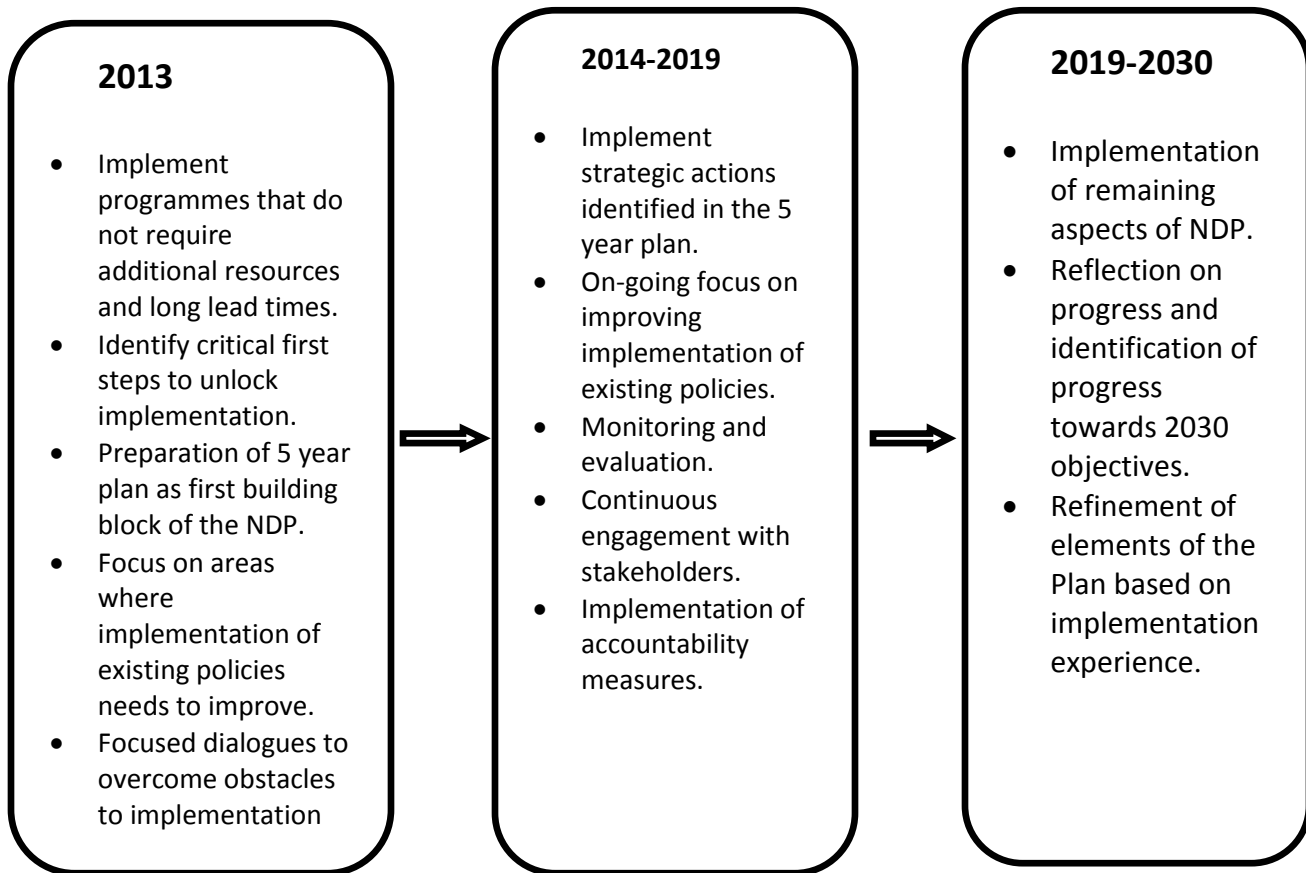 2013
• Implement
programmes that do
not require
additional resources
and long lead times.
• Identify critical first
steps to unlock
implementation.
• Preparation of 5 year
plan as first building
block of the NDP.
• Focus on areas
where
implementation of
existing policies
needs to improve.
• Focused dialogues to
overcome obstacles
to implementation
2014-2019
• Implement
strategic actions
identified in the 5
year plan.
• On-going focus on
improving
implementation of
existing policies.
• Monitoring and
evaluation.
• Continuous
engagement with
stakeholders.
• Implementation of
accountability
measures.
2019-2030
• Implementation
of remaining
aspects of NDP.
• Reflection on
progress and
identification of
progress
towards 2030
objectives.
• Refinement of
elements of the
Plan based on
implementation
experience.